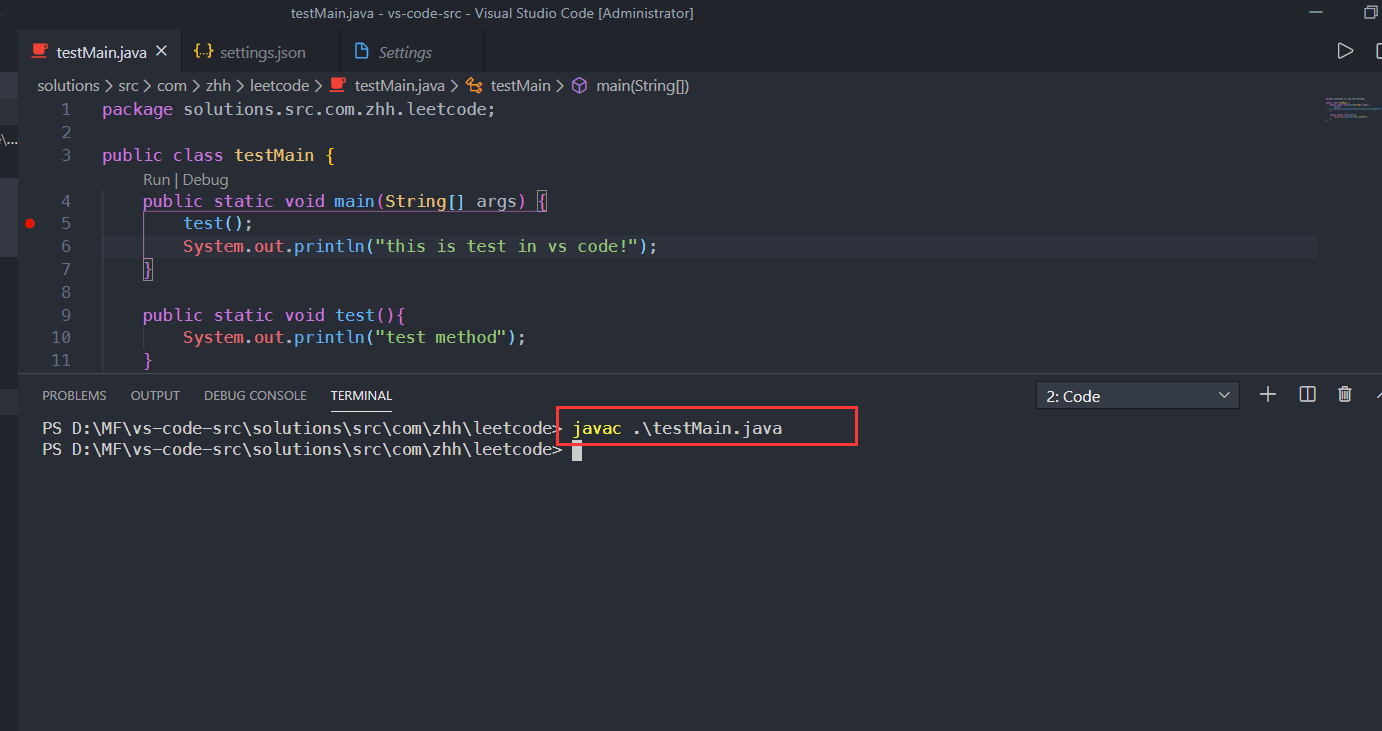 testMain.java - vs-code-src - Visual Studio Code [Administrator]
testMain.java {..} settings.json Settings
solutions > src > com > zhh > leetcode > testMain.java > testMain > main(String[])
1 package solutions.src.com.zhh.leetcode;
2
3 public class testMain {
Run | Debug
4 public static void main(String[] args) {
5 test();
6 System.out.println("this is test in vs code!");
7 }
8
9 public static void test(){
10 System.out.println("test method");
11 }
PROBLEMS OUTPUT DEBUG CONSOLE TERMINAL 2: Code
PS D:\MF\vs-code-src\solutions\src\com\zhh\leetcode> javac .\testMain.java
PS D:\MF\vs-code-src\solutions\src\com\zhh\leetcode>